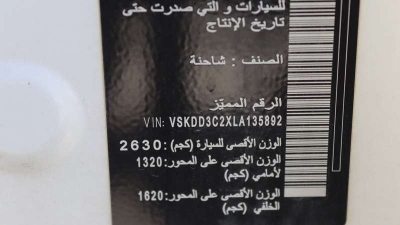 للسيارات و التي صدرت حتى
تاريخ الإنتاج
الصنف : شاحنة
الرقم المميّز
VIN: VSKDD3C2XLA135892
الوزن الأقصى للسيارة (كجم): 2630
الوزن الأقصى على المحور: 1320
لأمامي (كجم)
الوزن الأقصى على المحور: 1620
الخلفي (كجم)